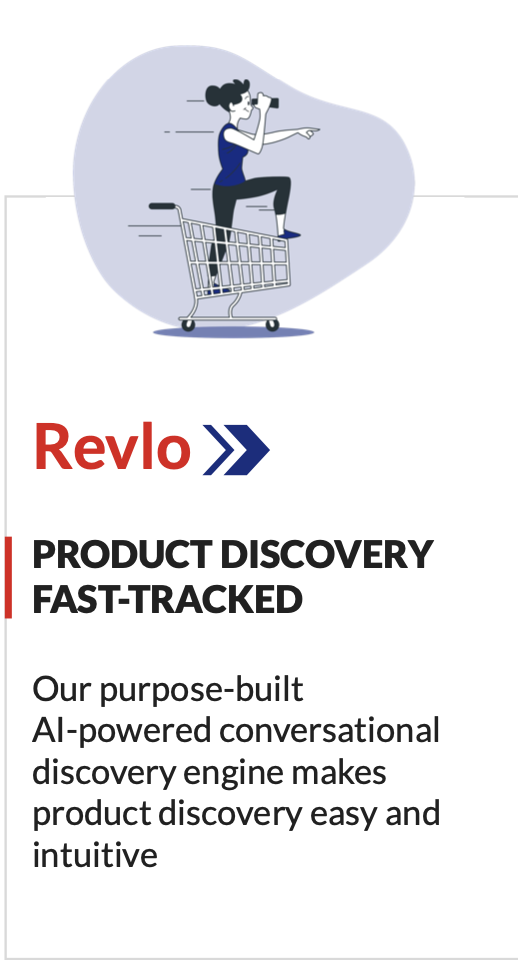 Revlo
PRODUCT DISCOVERY
FAST-TRACKED
Our purpose-built
AI-powered conversational
discovery engine makes
product discovery easy and
intuitive